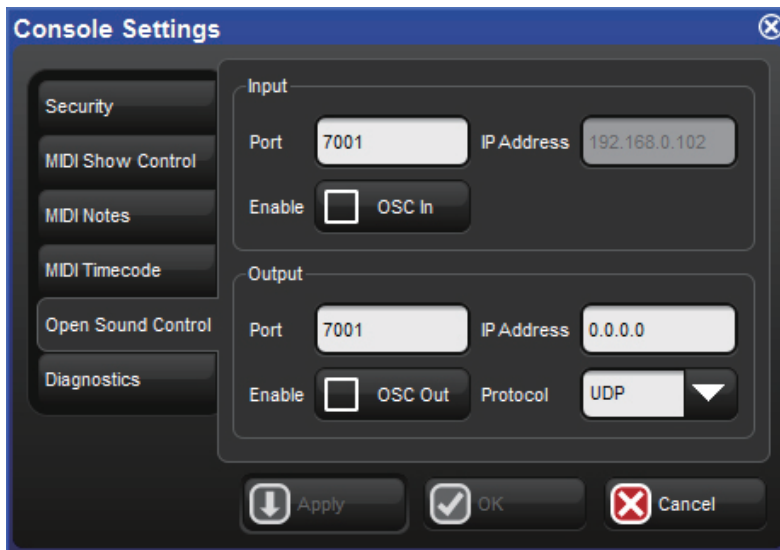 Console Settings
Security
MIDI Show Control
MIDI Notes
MIDI Timecode
Open Sound Control
Diagnostics
Input
Port 7001 IP Address 192.168.0.102
Enable OSC In
Output
Port 7001 IP Address 0.0.0.0
Enable OSC Out Protocol UDP
Apply OK Cancel